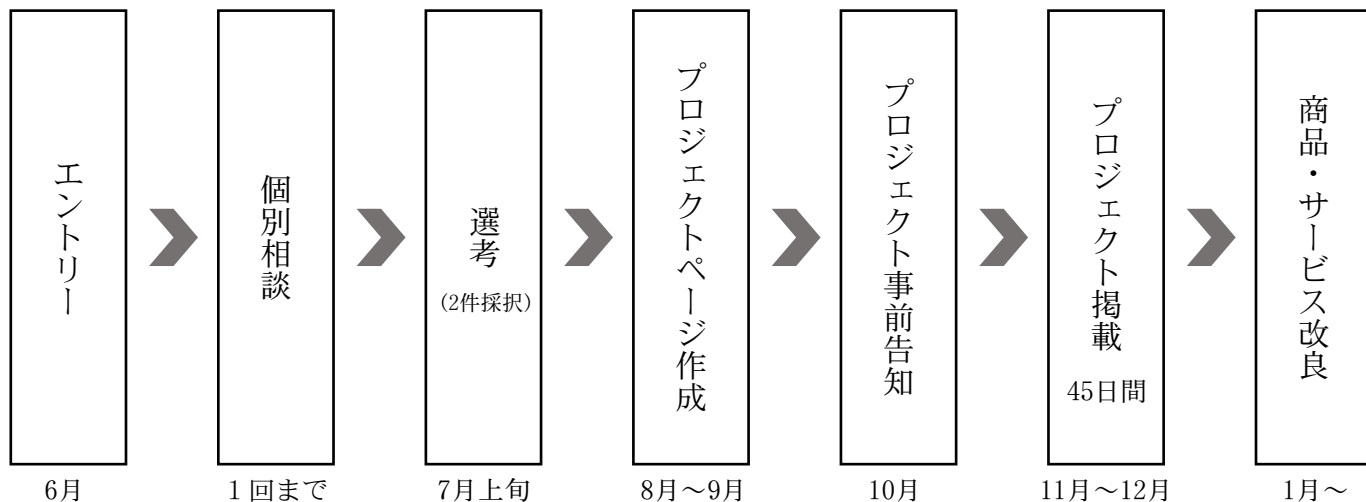 エントリー
6月
個別相談
1回まで
選考
(2件採択)
7月上旬
プロジェクトページ作成
8月～9月
プロジェクト事前告知
10月
プロジェクト掲載
45日間
11月～12月
商品・サービス改良
1月～